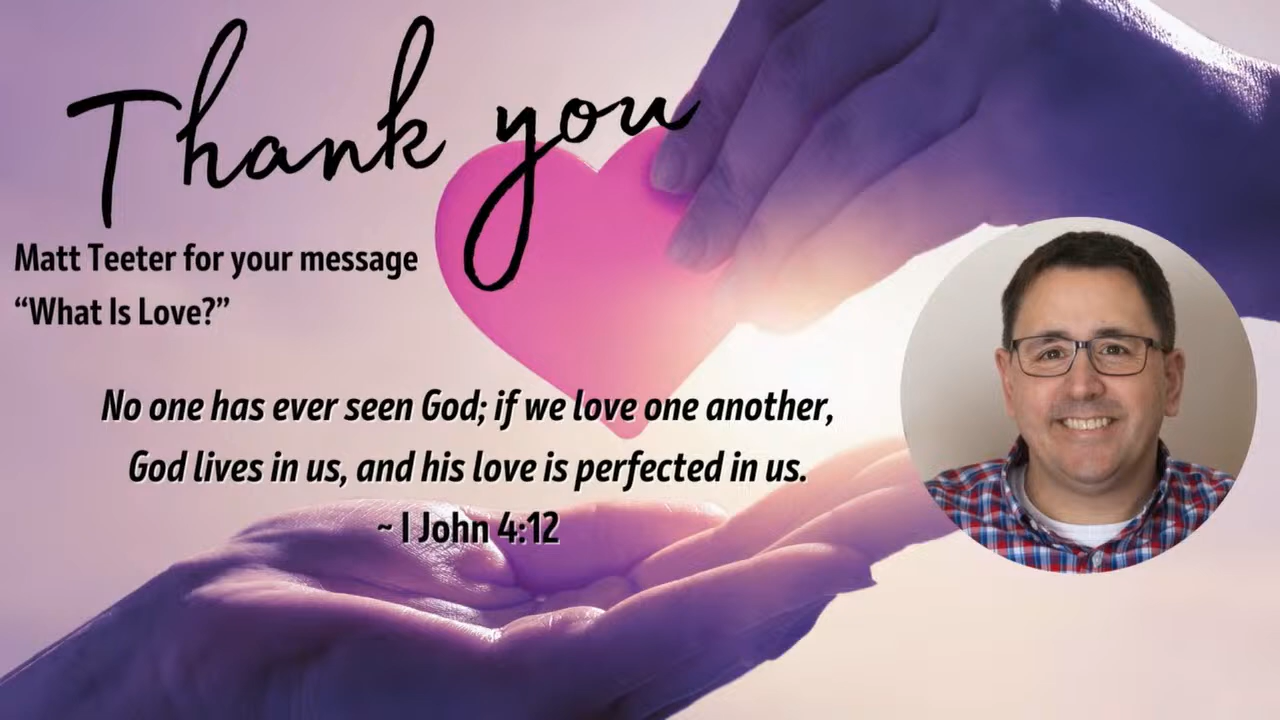 Thank you
Matt Teeter for your message
“What Is Love?”
No one has ever seen God; if we love one another,
God lives in us, and his love is perfected in us.
~ I John 4:12